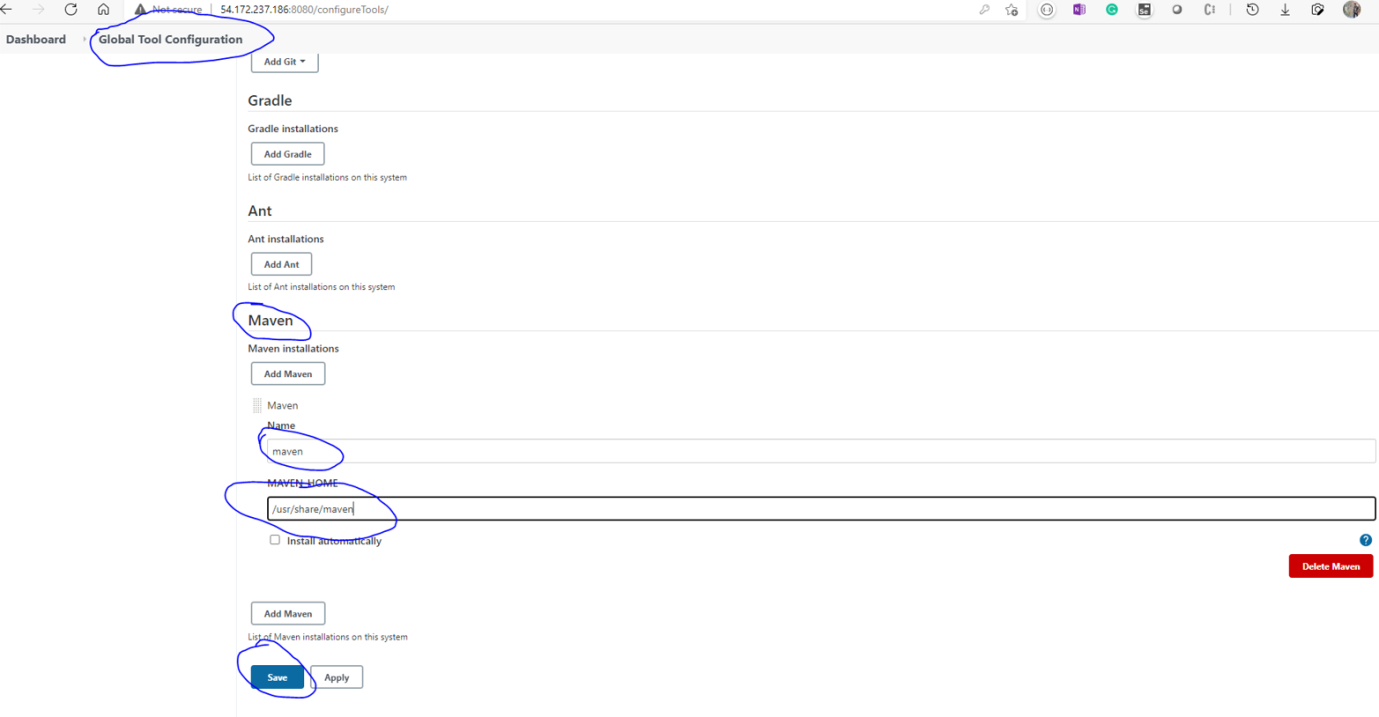 Not secure 54.172.237.186:8080/configureTools/
Dashboard Global Tool Configuration
Add Git
Gradle
Gradle installations
Add Gradle
List of Gradle installations on this system
Ant
Ant installations
Add Ant
List of Ant installations on this system
Maven
Maven installations
Add Maven
Maven
Name
maven
MAVEN_HOME
/usr/share/maven
Install automatically
?
Delete Maven
Add Maven
List of Maven installations on this system
Save Apply